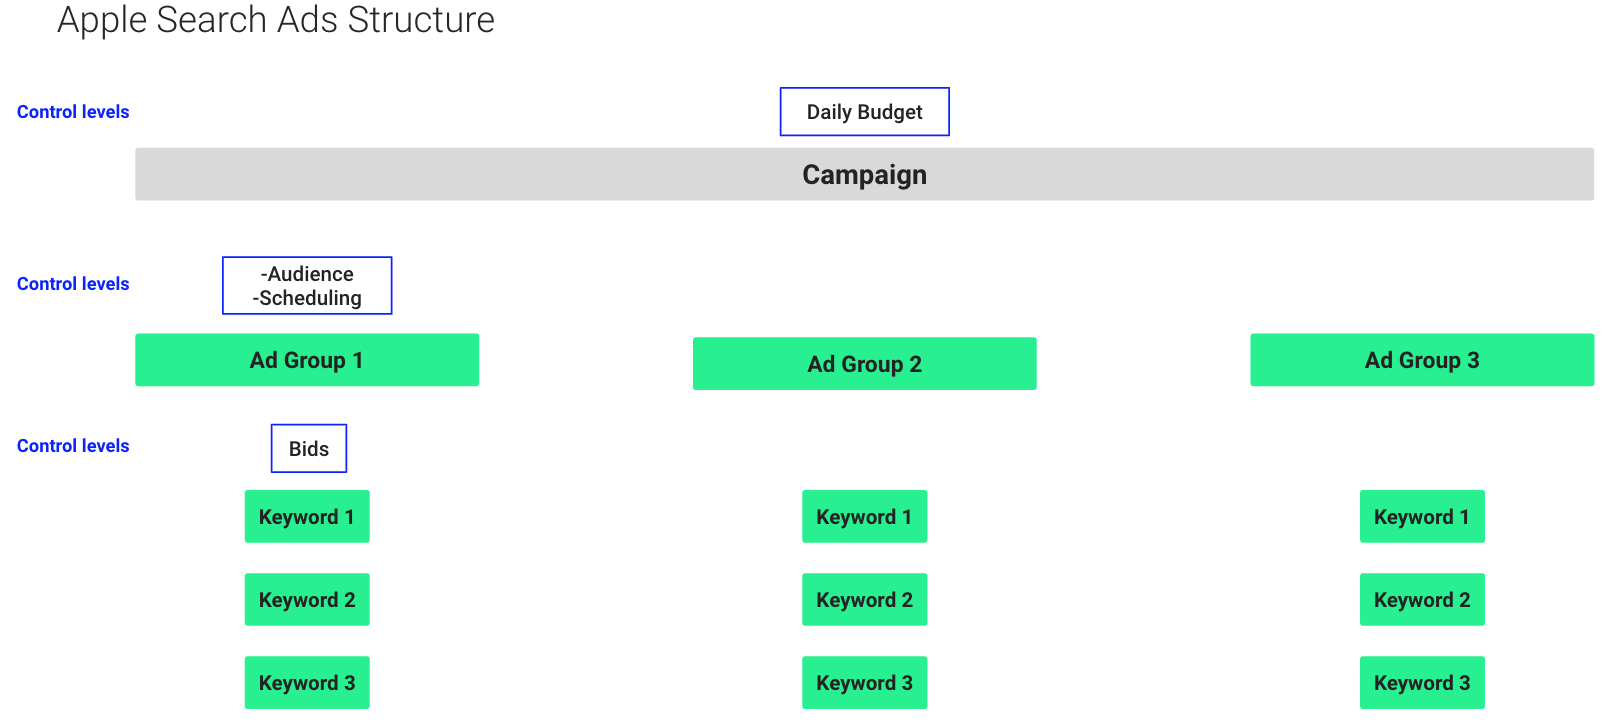 Apple Search Ads Structure
Control levels
Daily Budget
Campaign
Control levels
-Audience
-Scheduling
Ad Group 1
Ad Group 2
Ad Group 3
Control levels
Bids
Keyword 1
Keyword 1
Keyword 1
Keyword 2
Keyword 2
Keyword 2
Keyword 3
Keyword 3
Keyword 3